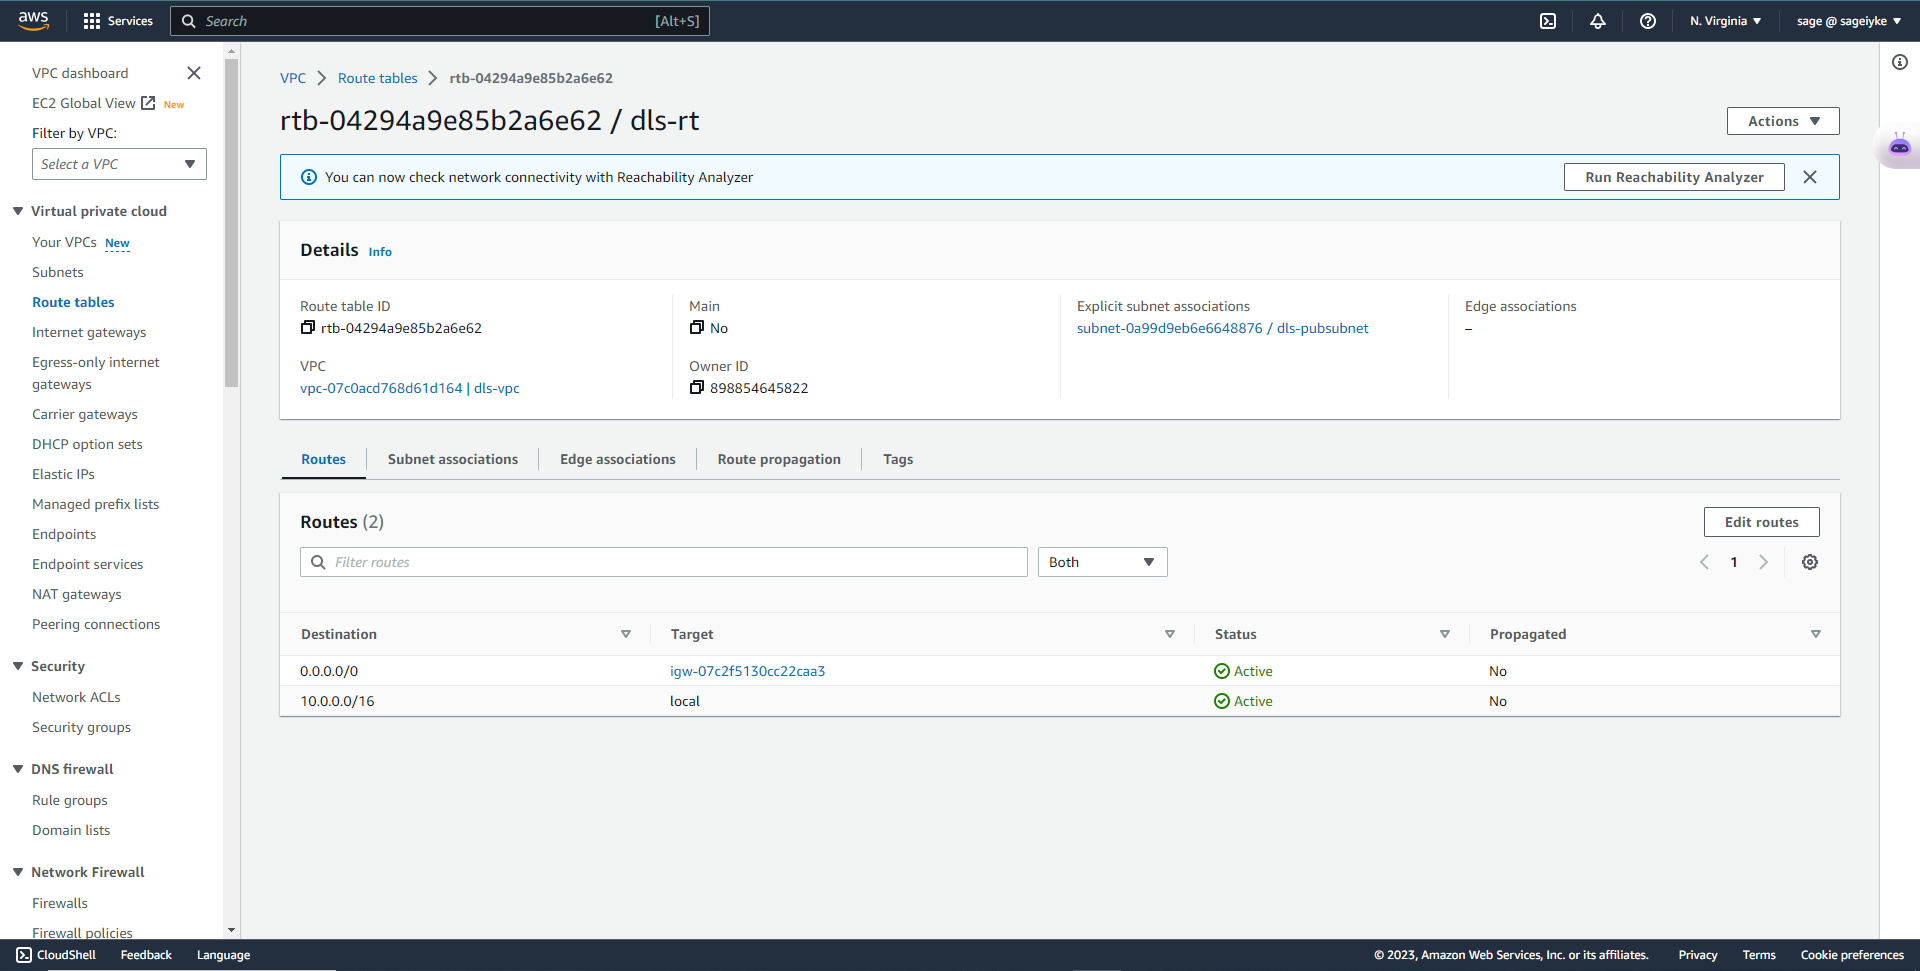 aws
Services
Search
[Alt+S]
N. Virginia
sage @ sageiyke
VPC dashboard
EC2 Global View New
Filter by VPC:
Select a VPC
Virtual private cloud
Your VPCs New
Subnets
Route tables
Internet gateways
Egress-only internet
gateways
Carrier gateways
DHCP option sets
Elastic IPs
Managed prefix lists
Endpoints
Endpoint services
NAT gateways
Peering connections
Security
Network ACLs
Security groups
DNS firewall
Rule groups
Domain lists
Network Firewall
Firewalls
Firewall policies
VPC Route tables rtb-04294a9e85b2a6e62
rtb-04294a9e85b2a6e62 / dls-rt
Actions
You can now check network connectivity with Reachability Analyzer
Run Reachability Analyzer
Details Info
Route table ID
rtb-04294a9e85b2a6e62
Main
No
Explicit subnet associations
subnet-0a99d9eb6e6648876 / dls-pubsubnet
Edge associations
–
VPC
vpc-07c0acd768d61d164 | dls-vpc
Owner ID
898854645822
Routes Subnet associations Edge associations Route propagation Tags
Routes (2)
Edit routes
Filter routes
Both
1
Destination Target Status Propagated
0.0.0.0/0 igw-07c2f5130cc22caa3 Active No
10.0.0.0/16 local Active No
CloudShell Feedback Language
© 2023, Amazon Web Services, Inc. or its affiliates. Privacy Terms Cookie preferences